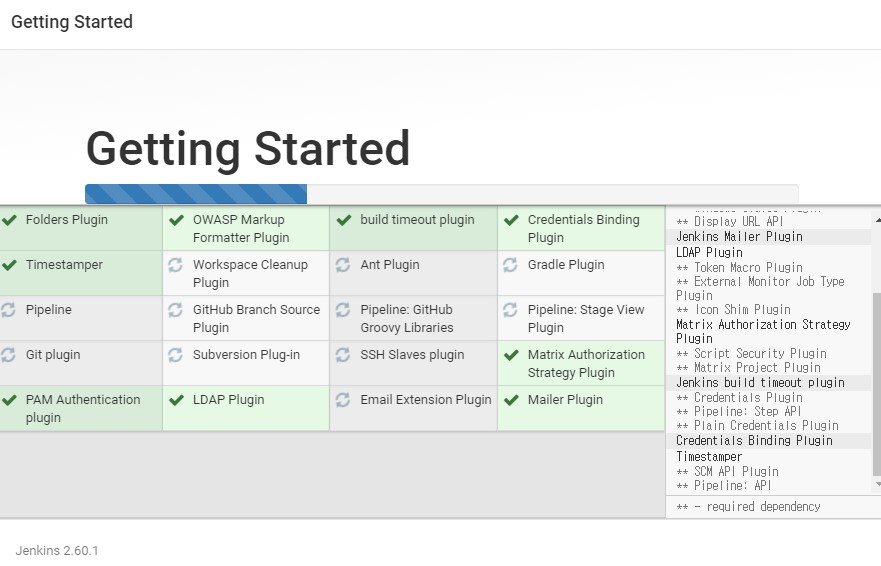 Getting Started
Getting Started
Folders Plugin
OWASP Markup
Formatter Plugin
build timeout plugin
Credentials Binding
Plugin
Timestamper
Workspace Cleanup
Plugin
Ant Plugin
Gradle Plugin
Pipeline
GitHub Branch Source
Plugin
Pipeline: GitHub
Groovy Libraries
Pipeline: Stage View
Plugin
Git plugin
Subversion Plug-in
SSH Slaves plugin
Matrix Authorization
Strategy Plugin
PAM Authentication
plugin
LDAP Plugin
Email Extension Plugin
Mailer Plugin
** Display URL API
Jenkins Mailer Plugin
LDAP Plugin
** Token Macro Plugin
** External Monitor Job Type
Plugin
** Icon Shim Plugin
Matrix Authorization Strategy
Plugin
** Script Security Plugin
** Matrix Project Plugin
Jenkins build timeout plugin
** Credentials Plugin
** Pipeline: Step API
** Plain Credentials Plugin
Credentials Binding Plugin
Timestamper
** SCM API Plugin
** Pipeline: API
** - required dependency
Jenkins 2.60.1